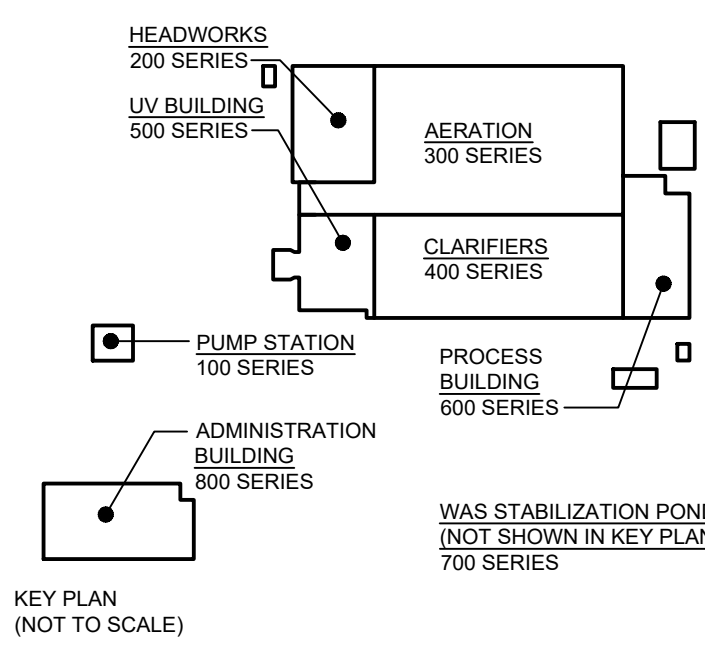 HEADWORKS
200 SERIES
UV BUILDING
500 SERIES
AERATION
300 SERIES
CLARIFIERS
400 SERIES
PUMP STATION
100 SERIES
PROCESS
BUILDING
600 SERIES
ADMINISTRATION
BUILDING
800 SERIES
WAS STABILIZATION
(NOT SHOWN IN KEY
700 SERIES
KEY PLAN
(NOT TO SCALE)